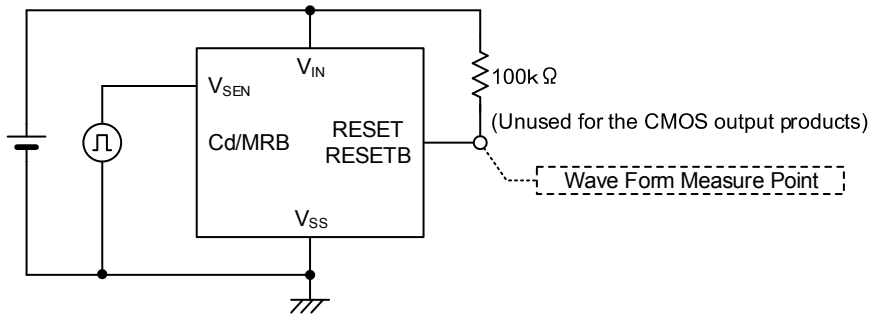 V_IN
100kΩ
V_SEN
(Unused for the CMOS output products)
Cd/MRB
RESET
RESETB
Wave Form Measure Point
V_SS